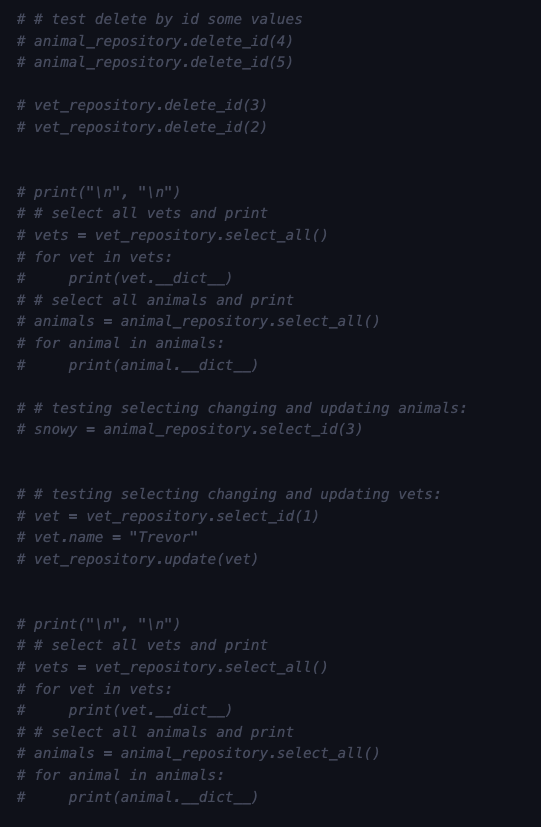 # # test delete by id some values
# animal_repository.delete_id(4)
# animal_repository.delete_id(5)
# vet_repository.delete_id(3)
# vet_repository.delete_id(2)
# print("\n", "\n")
# # select all vets and print
# vets = vet_repository.select_all()
# for vet in vets:
#     print(vet.__dict__)
# # select all animals and print
# animals = animal_repository.select_all()
# for animal in animals:
#     print(animal.__dict__)
# # testing selecting changing and updating animals:
# snowy = animal_repository.select_id(3)
# # testing selecting changing and updating vets:
# vet = vet_repository.select_id(1)
# vet.name = "Trevor"
# vet_repository.update(vet)
# print("\n", "\n")
# # select all vets and print
# vets = vet_repository.select_all()
# for vet in vets:
#     print(vet.__dict__)
# # select all animals and print
# animals = animal_repository.select_all()
# for animal in animals:
#     print(animal.__dict__)